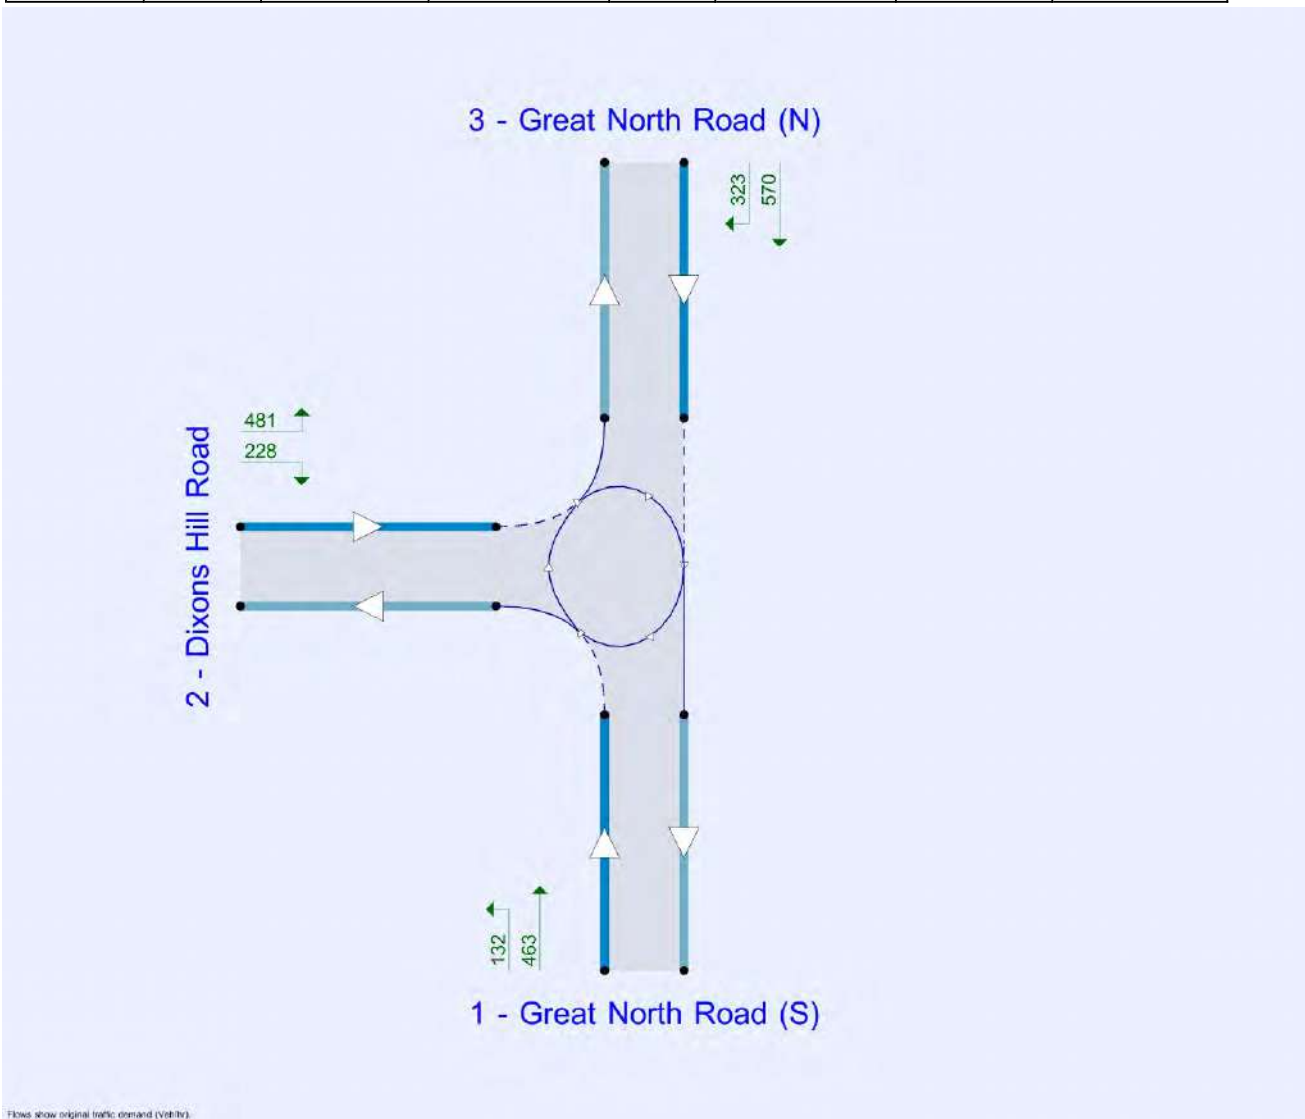 3 - Great North Road (N)
323
570
481
228
2 - Dixons Hill Road
132
463
1 - Great North Road (S)
Flows show original traffic demand (Veh/hr).